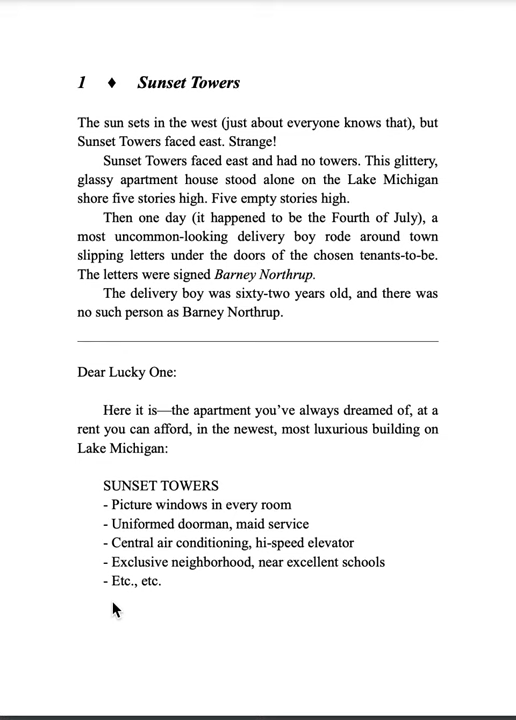 1 ♦ Sunset Towers
The sun sets in the west (just about everyone knows that), but
Sunset Towers faced east. Strange!
Sunset Towers faced east and had no towers. This glittery,
glassy apartment house stood alone on the Lake Michigan
shore five stories high. Five empty stories high.
Then one day (it happened to be the Fourth of July), a
most uncommon-looking delivery boy rode around town
slipping letters under the doors of the chosen tenants-to-be.
The letters were signed Barney Northrup.
The delivery boy was sixty-two years old, and there was
no such person as Barney Northrup.
Dear Lucky One:
Here it is—the apartment you’ve always dreamed of, at a
rent you can afford, in the newest, most luxurious building on
Lake Michigan:
SUNSET TOWERS
- Picture windows in every room
- Uniformed doorman, maid service
- Central air conditioning, hi-speed elevator
- Exclusive neighborhood, near excellent schools
- Etc., etc.